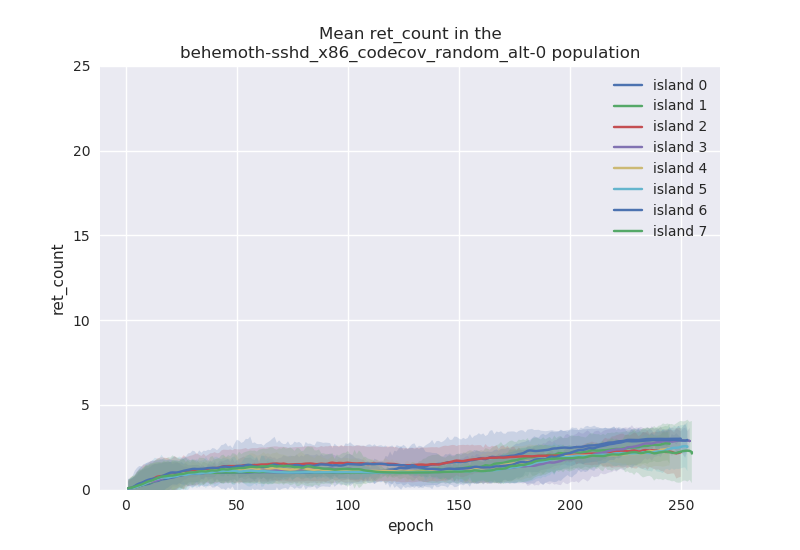 Mean ret_count in the
behemoth-sshd_x86_codecov_random_alt-0 population
25
20
15
10
5
0
ret_count
island 0
island 1
island 2
island 3
island 4
island 5
island 6
island 7
0
50
100
150
200
250
epoch